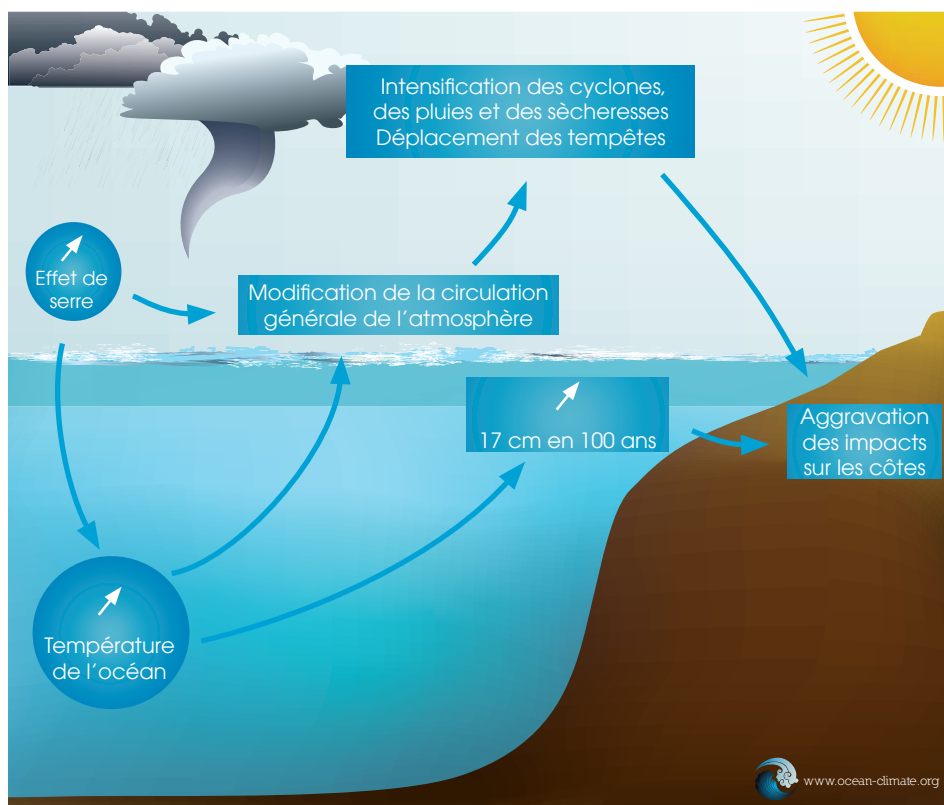 Intensification des cyclones,
des pluies et des sècheresses
Déplacement des tempêtes
Effet de
serre
Modification de la circulation
générale de l'atmosphère
17 cm en 100 ans
Aggravation
des impacts
sur les côtes
Température
de l'océan
www.ocean-climate.org